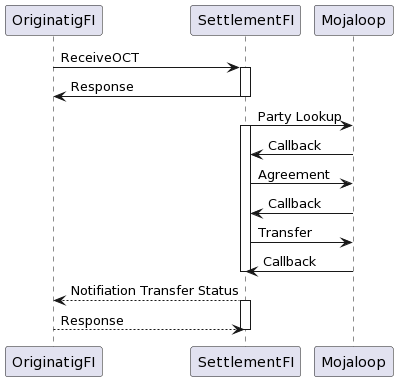 OriginatigFI
SettlementFI
Mojaloop
ReceiveOCT
Response
Party Lookup
Callback
Agreement
Callback
Transfer
Callback
Notifiation Transfer Status
Response
OriginatigFI
SettlementFI
Mojaloop